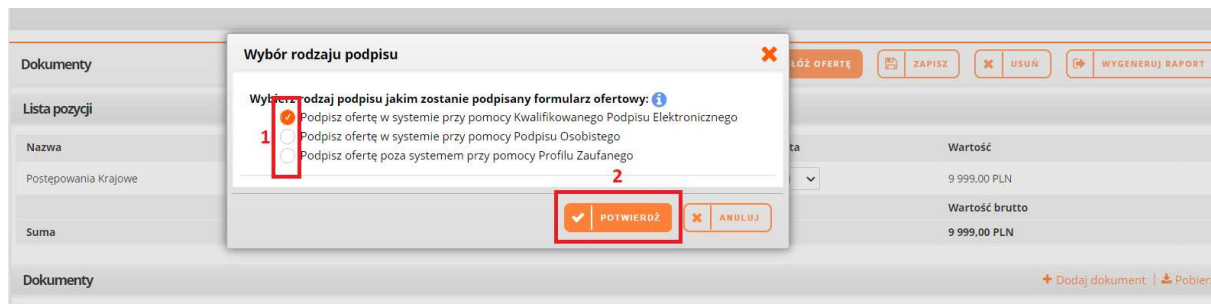 Wybór rodzaju podpisu
Dokumenty
OFERTĘ
ZAPISZ
USUŃ
WYGENERUJ RAPORT
Wybierz rodzaj podpisu jakim zostanie podpisany formularz ofertowy:
Lista pozycji
1
Podpisz ofertę w systemie przy pomocy Kwalifikowanego Podpisu Elektronicznego
Podpisz ofertę w systemie przy pomocy Podpisu Osobistego
Podpisz ofertę poza systemem przy pomocy Profilu Zaufanego
Nazwa
Wartość
2
Postępowania Krajowe
9 999,00 PLN
POTWIERDŹ
ANULUJ
Wartość brutto
Suma
9 999,00 PLN
Dokumenty
+ Dodaj dokument | Pobierz